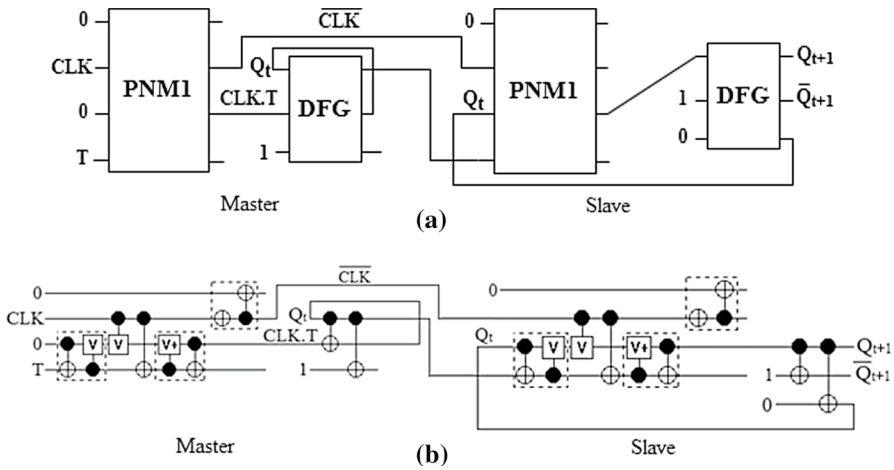 0
CLK
0
T
PNM1
CLK̅
Qt
CLK.T
1
DFG
0
Qt
PNM1
1
0
DFG
Qt+1
Q̅t+1
Master
Slave
(a)
0
CLK
0
T
V
V
V+
CLK̅
Qt
CLK.T
1
0
Qt
V
V
V+
1
0
Qt+1
Q̅t+1
Master
Slave
(b)